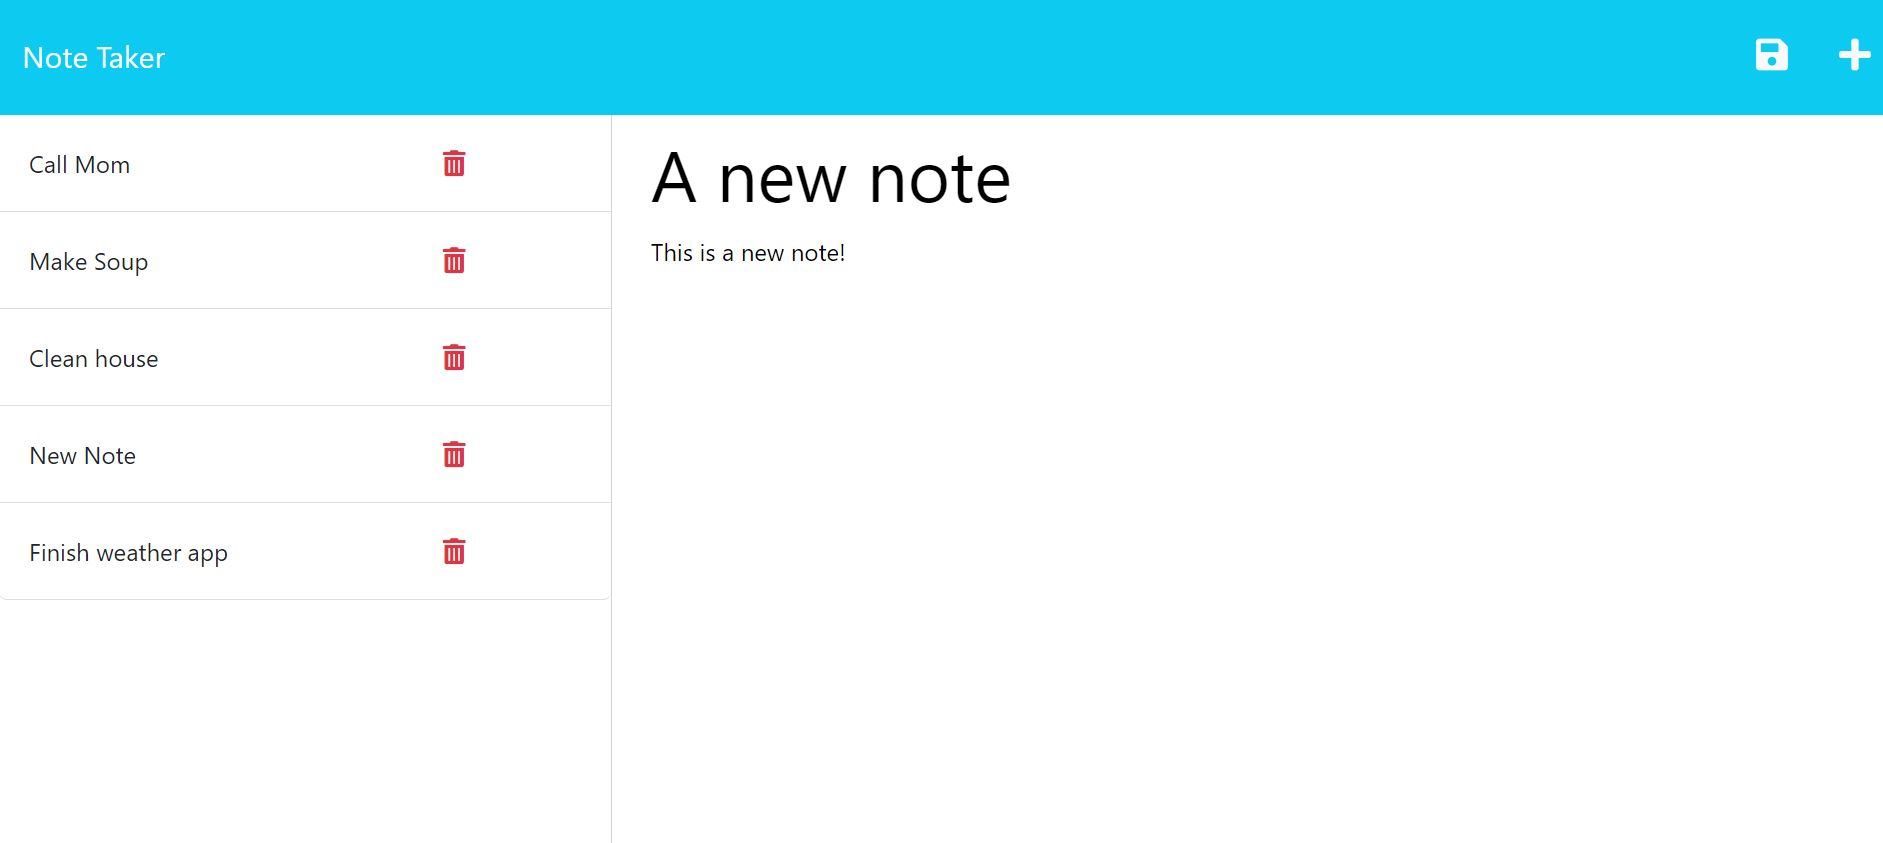 Note Taker
Call Mom
Make Soup
Clean house
New Note
Finish weather app
A new note
This is a new note!